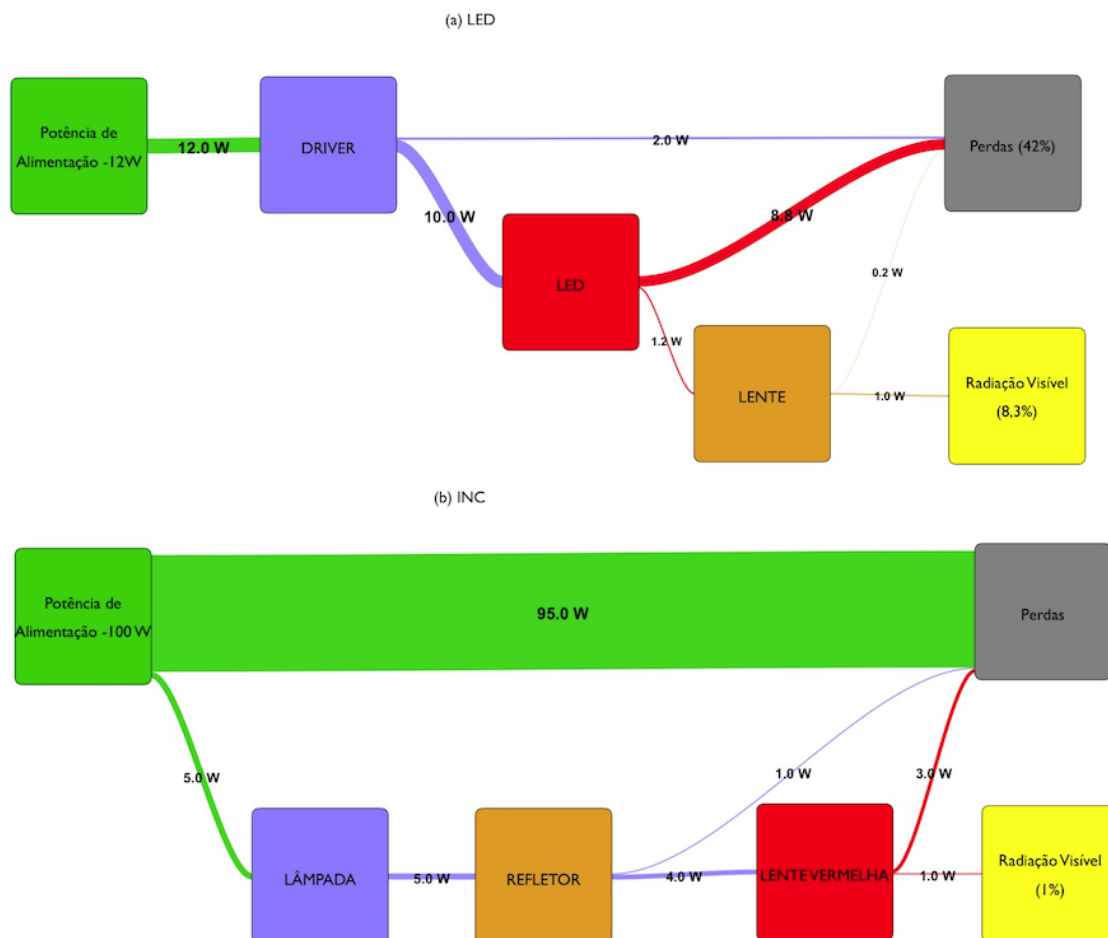 (a) LED
Potência de
Alimentação -12W
12.0 W
DRIVER
2.0 W
Perdas (42%)
10.0 W
8.8 W
LED
0.2 W
1.2 W
LENTE
1.0 W
Radiação Visível
(8,3%)
(b) INC
Potência de
Alimentação -100 W
95.0 W
Perdas
5.0 W
1.0 W
3.0 W
LÂMPADA
5.0 W
REFLETOR
4.0 W
LENTE VERMELHA
1.0 W
Radiação Visível
(1%)